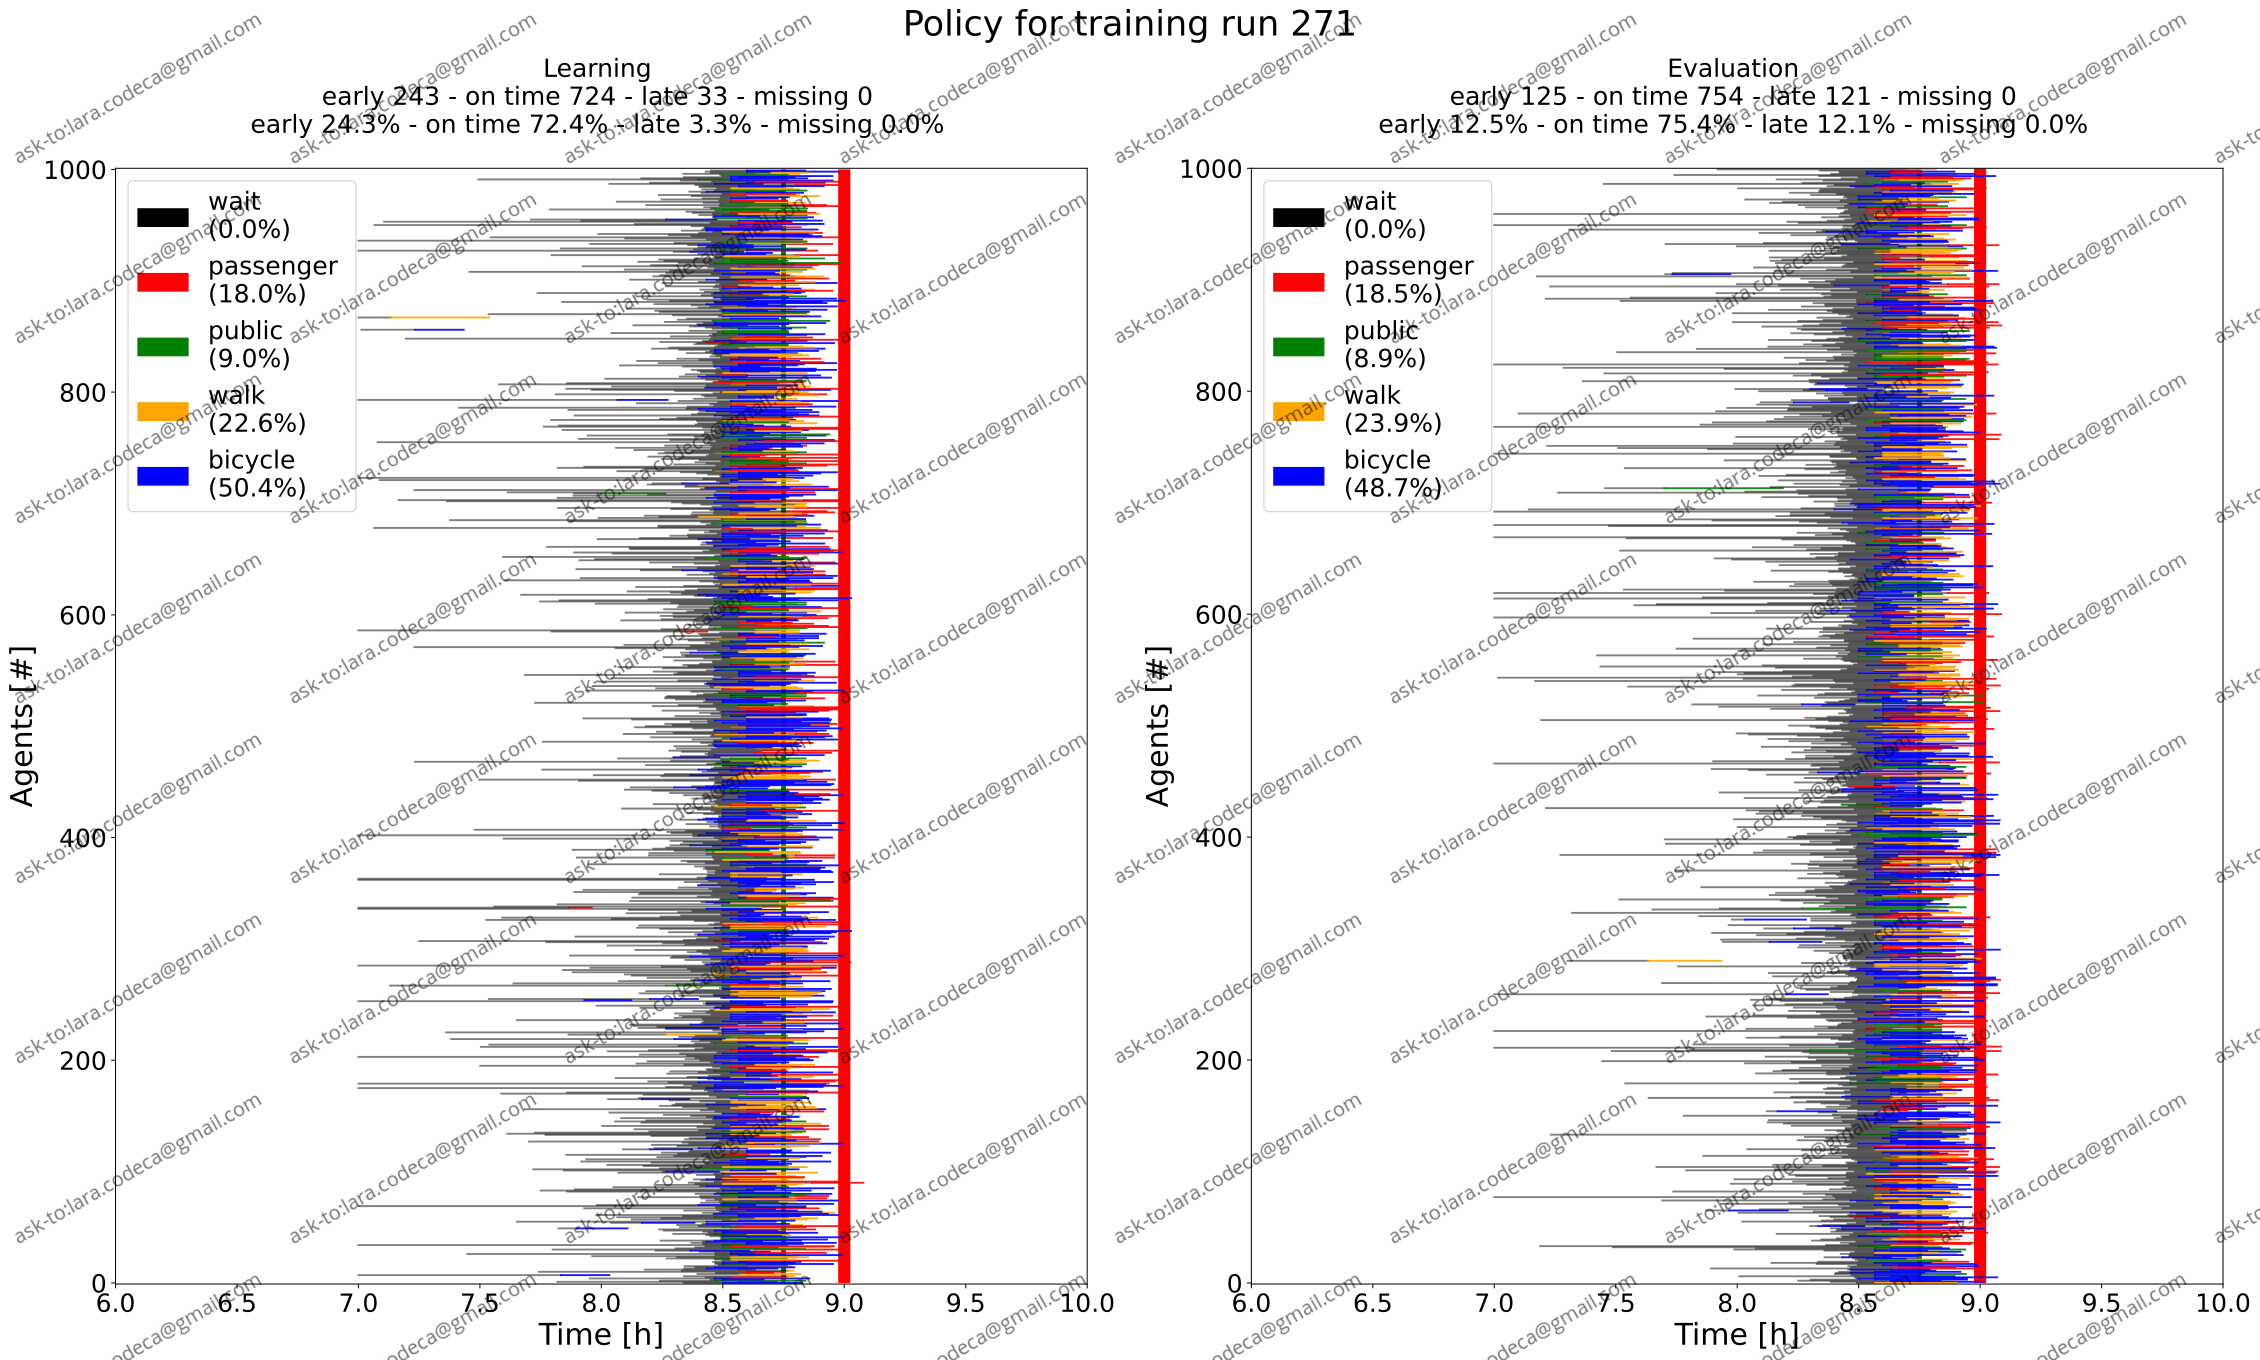 Policy for training run 271
Learning
early 243 - on time 724 - late 33 - missing 0
early 24.3% - on time 72.4% - late 3.3% - missing 0.0%
1000
800
600
400
200
0
Agents [#]
wait
(0.0%)
passenger
(18.0%)
public
(9.0%)
walk
(22.6%)
bicycle
(50.4%)
6.0 6.5 7.0 7.5 8.0 8.5 9.0 9.5 10.0
Time [h]
Evaluation
early 125 - on time 754 - late 121 - missing 0
early 12.5% - on time 75.4% - late 12.1% - missing 0.0%
1000
800
600
400
200
0
Agents [#]
wait
(0.0%)
passenger
(18.5%)
public
(8.9%)
walk
(23.9%)
bicycle
(48.7%)
6.0 6.5 7.0 7.5 8.0 8.5 9.0 9.5 10.0
Time [h]
ask-to:lara.codeca@gmail.com